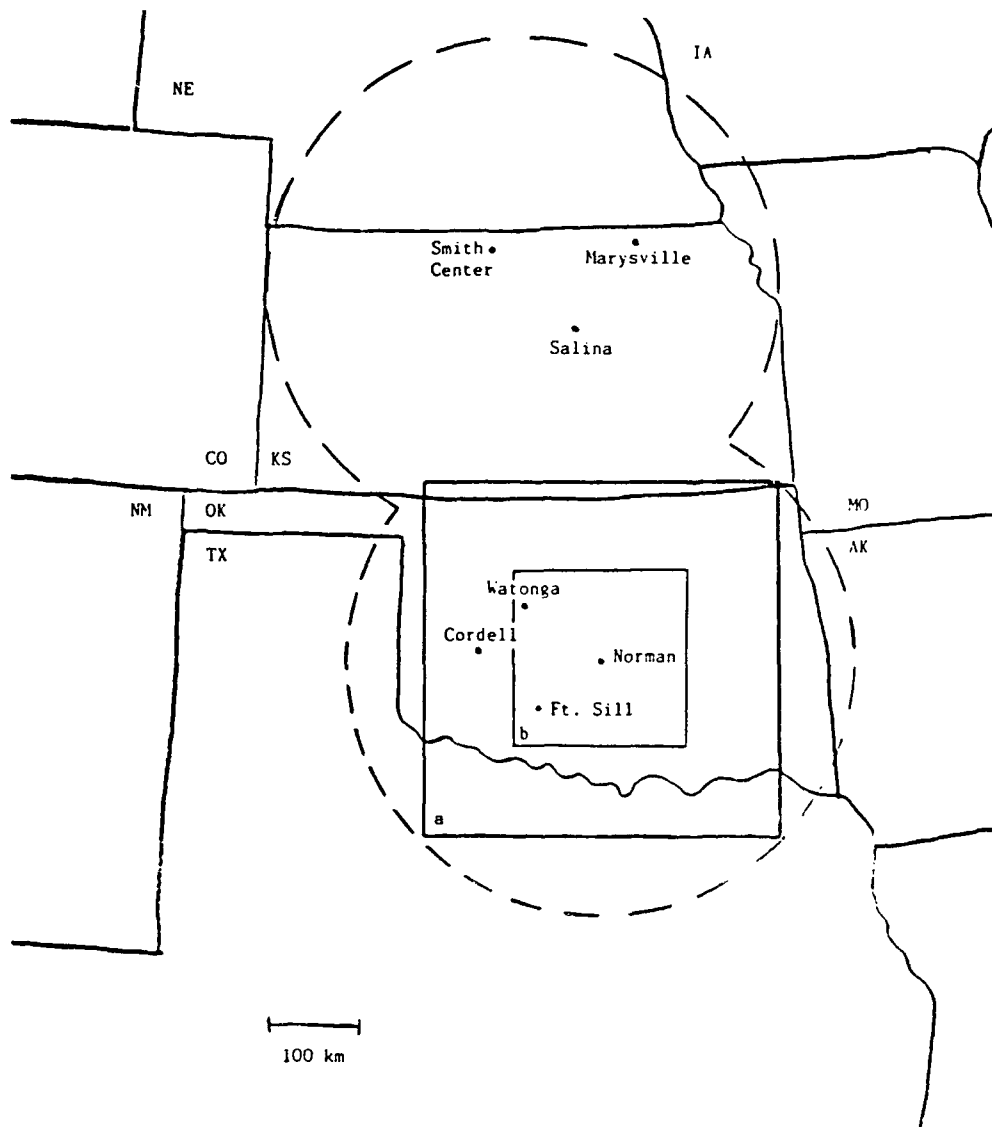 IA
NE
Smith
Center
Marysville
Salina
CO
KS
NM
OK
MO
TX
AK
Watonga
Cordell
Norman
Ft. Sill
b
a
100 km